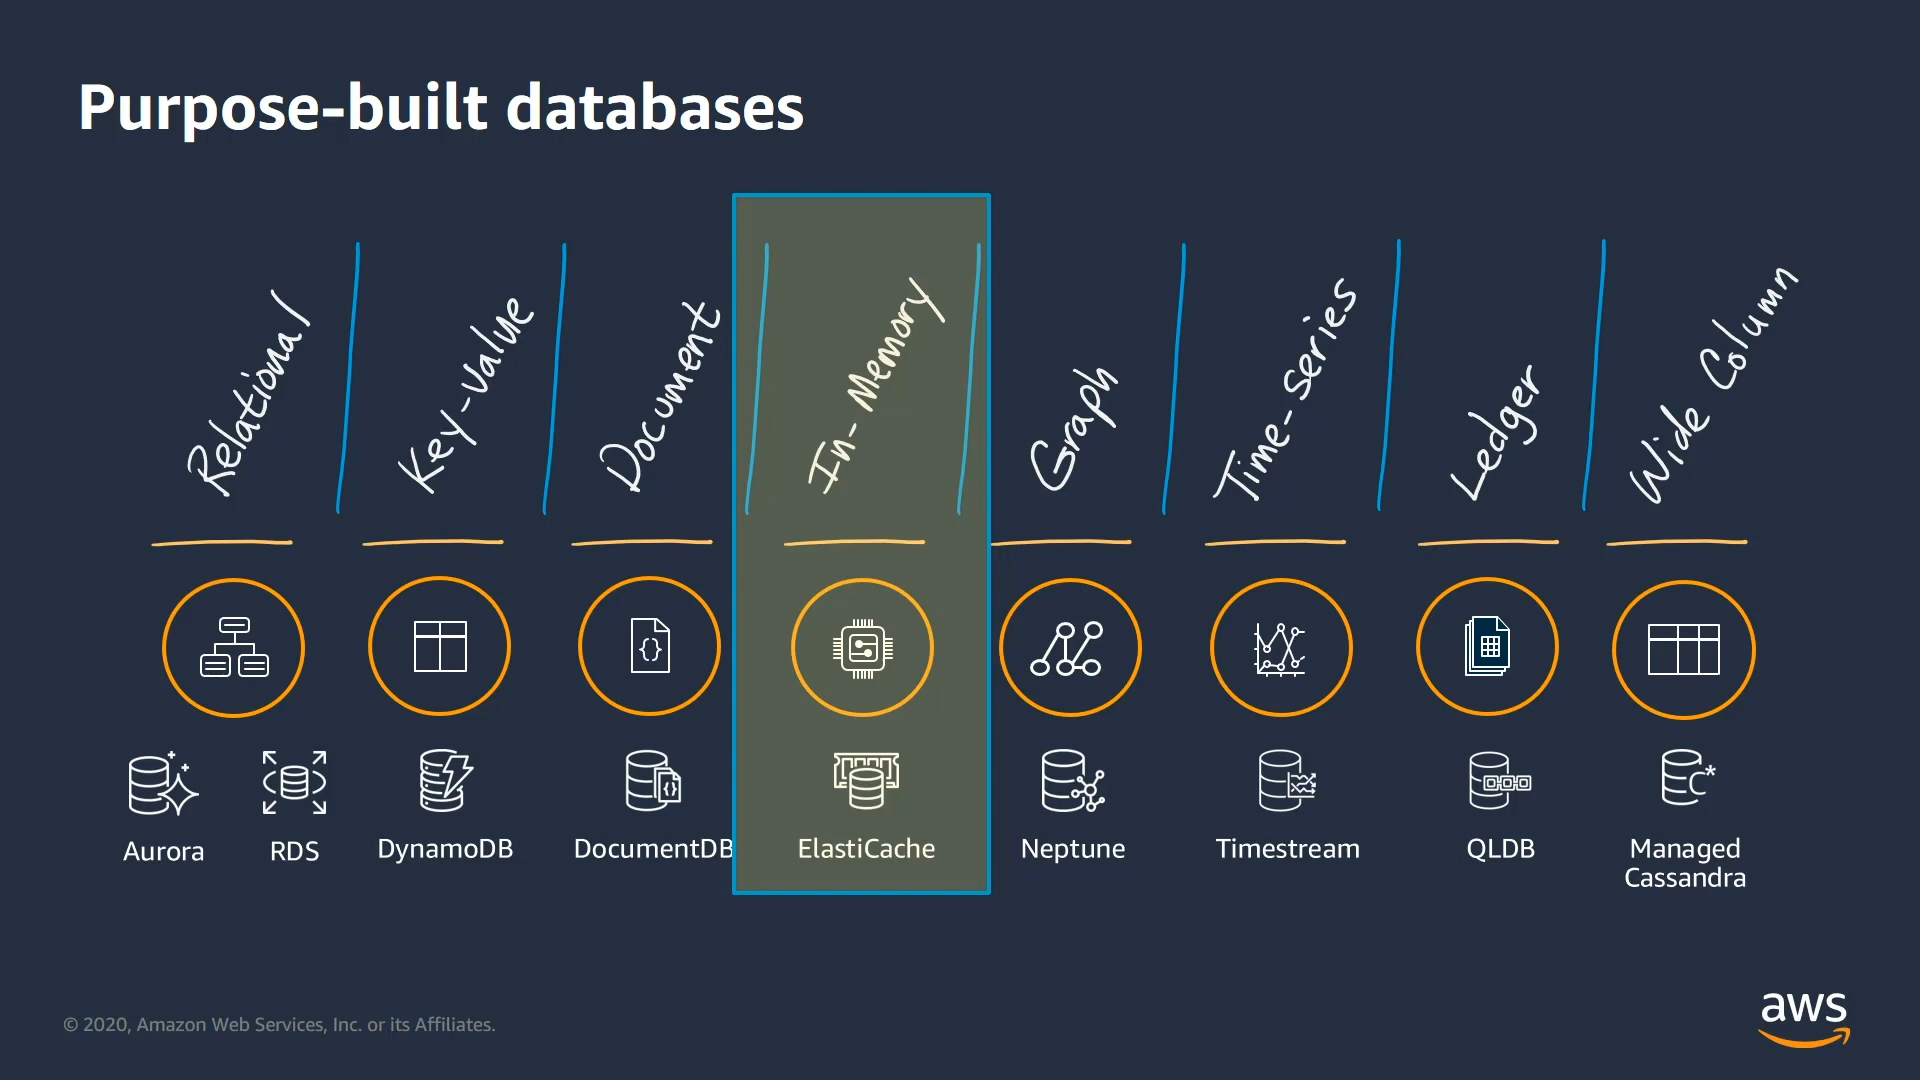 Purpose-built databases
Relational
Key-value
Document
In-Memory
Graph
Time-Series
Ledger
Wide Column
{}
{}
C*
Aurora
RDS
DynamoDB
DocumentDB
ElastiCache
Neptune
Timestream
QLDB
Managed
Cassandra
© 2020, Amazon Web Services, Inc. or its Affiliates.
aws